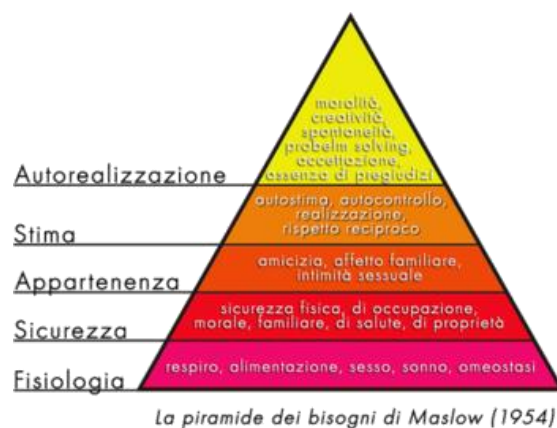 moralità,
creatività,
spontaneità,
probelm solving,
accettazione,
assenza di pregiudizi
Autorealizzazione
autostima, autocontrollo,
realizzazione,
rispetto reciproco
Stima
amicizia, affetto familiare,
intimità sessuale
Appartenenza
sicurezza fisica, di occupazione,
morale, familiare, di salute, di proprietà
Sicurezza
respiro, alimentazione, sesso, sonno, omeostasi
Fisiologia
La piramide dei bisogni di Maslow (1954)